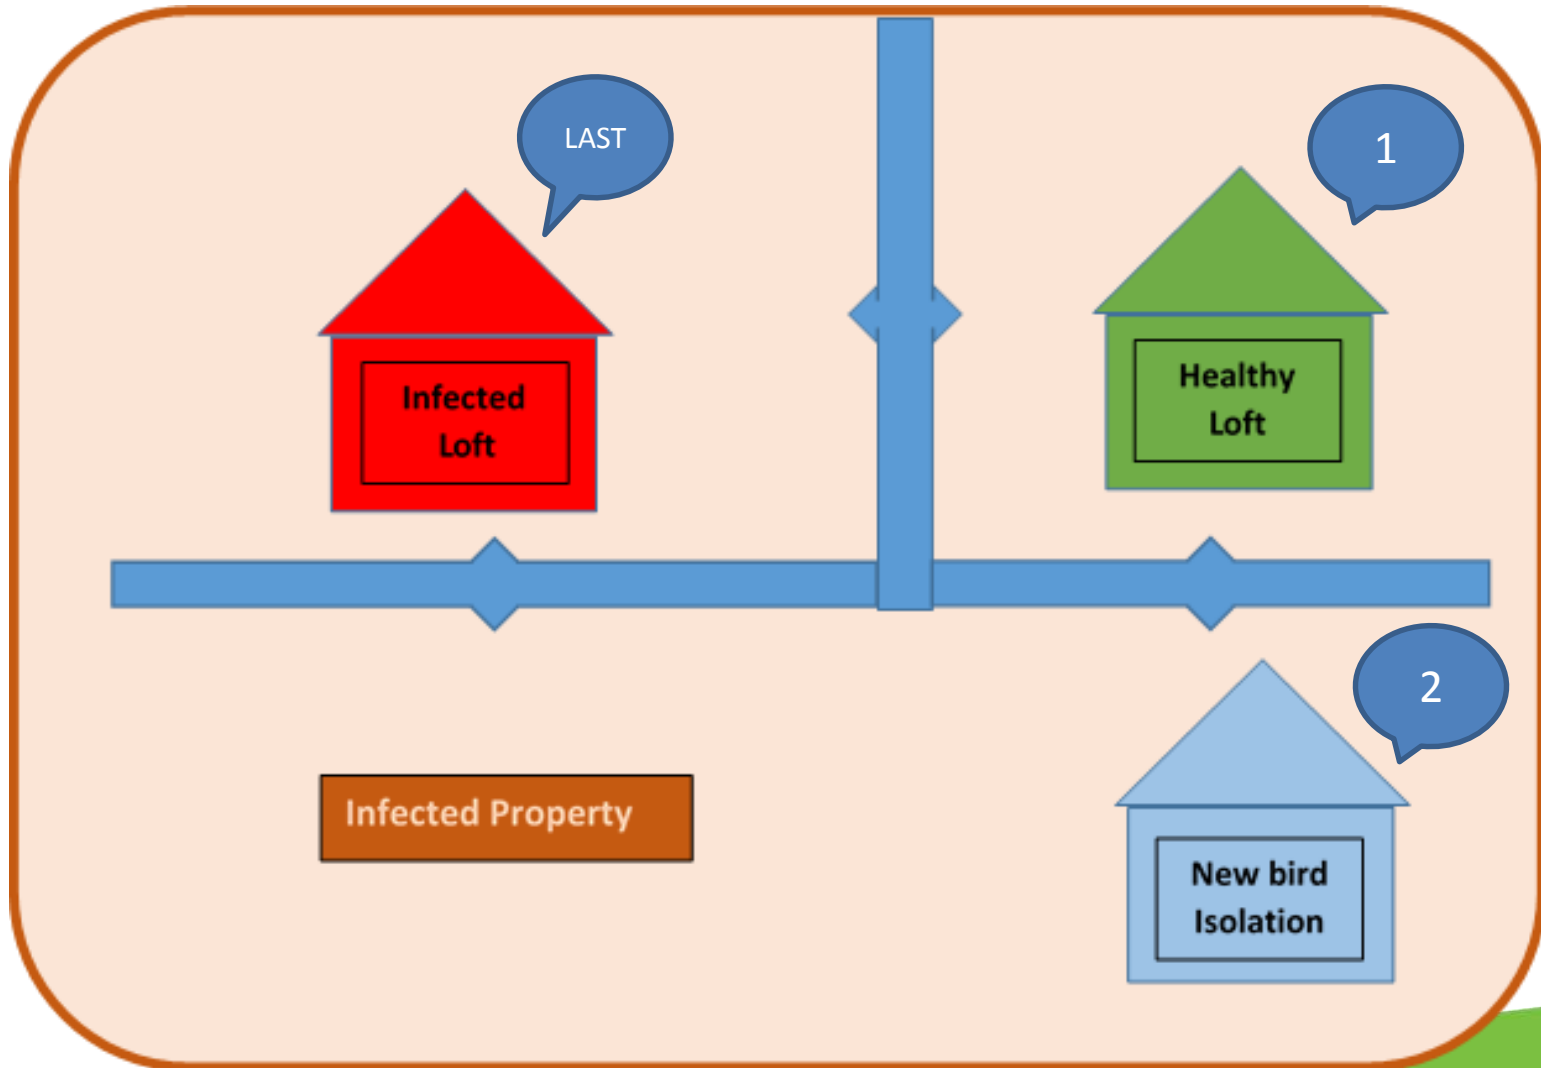 LAST
1
Infected
Loft
Healthy
Loft
2
Infected Property
New bird
Isolation